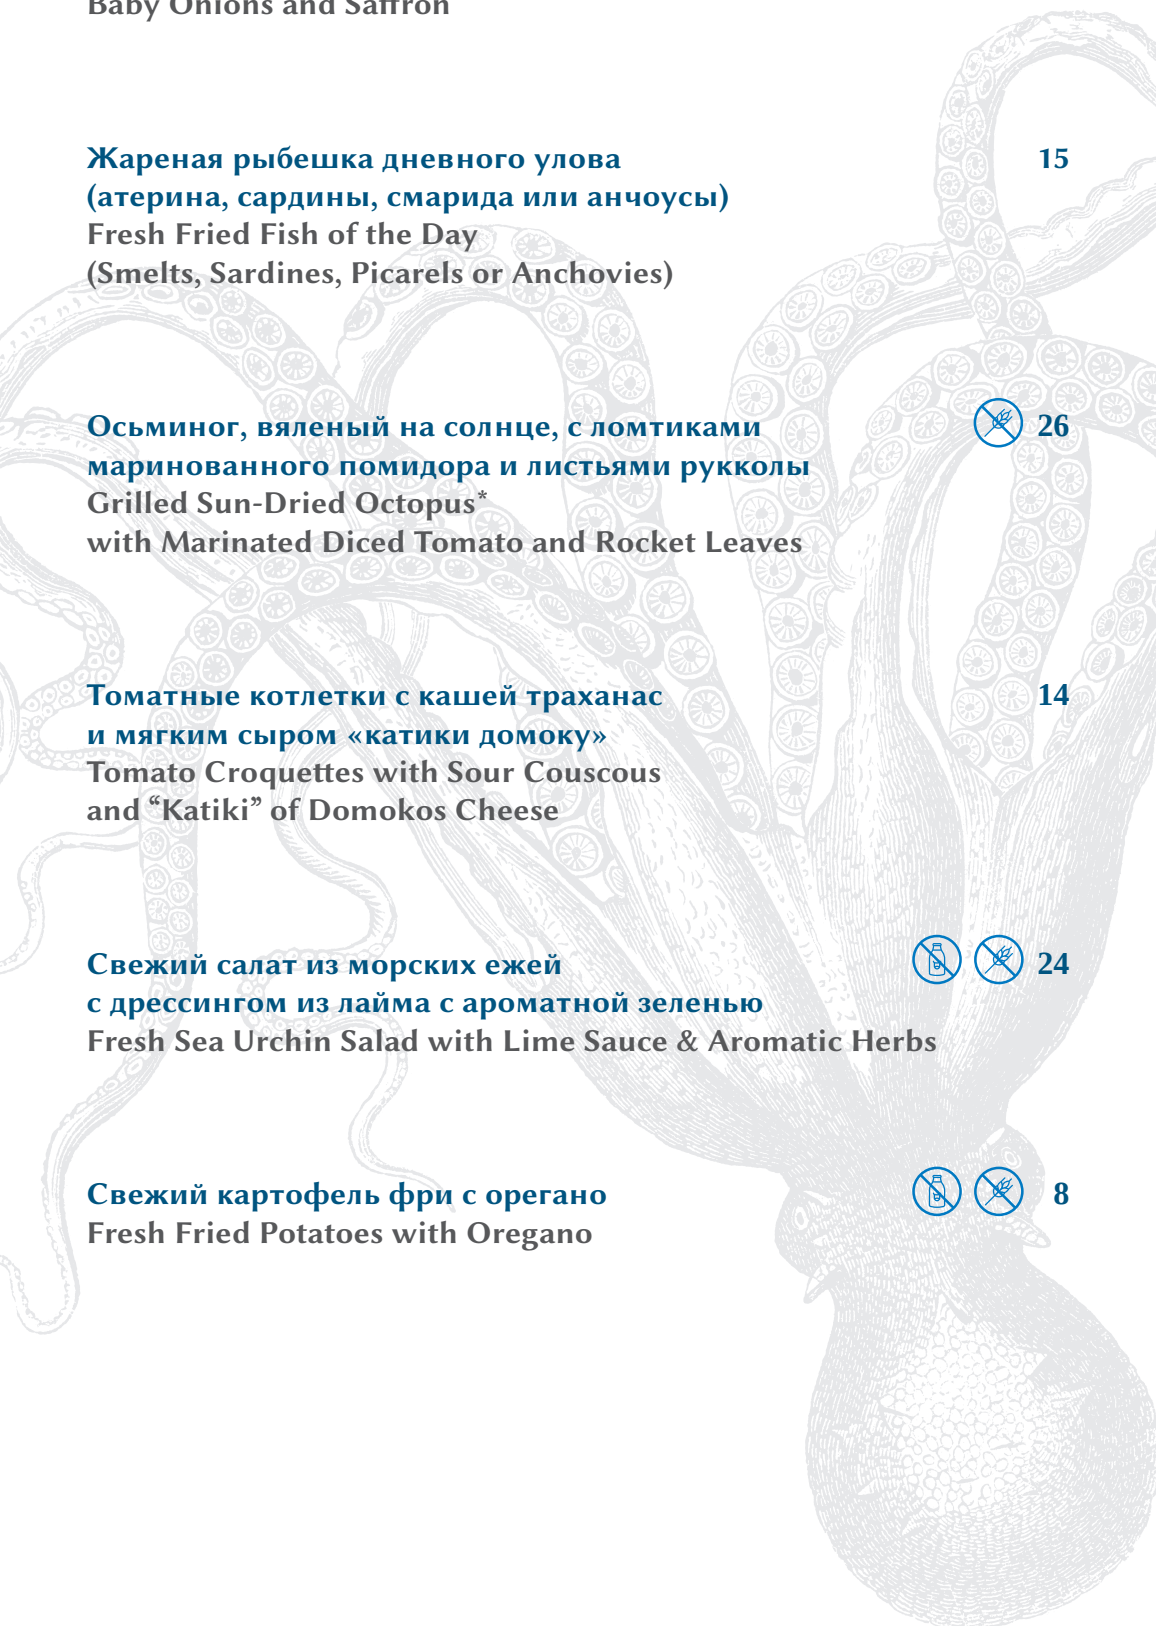 Baby Onions and Saffron
Жареная рыбешка дневного улова 15
(атерина, сардины, смарида или анчоусы)
Fresh Fried Fish of the Day
(Smelts, Sardines, Picarels or Anchovies)
Осьминог, вяленый на солнце, с ломтиками 26
маринованного помидора и листьями рукколы
Grilled Sun-Dried Octopus*
with Marinated Diced Tomato and Rocket Leaves
Томатные котлетки с кашей траханас 14
и мягким сыром «катики домоку»
Tomato Croquettes with Sour Couscous
and “Katiki” of Domokos Cheese
Свежий салат из морских ежей 24
с дрессингом из лайма с ароматной зеленью
Fresh Sea Urchin Salad with Lime Sauce & Aromatic Herbs
Свежий картофель фри с орегано 8
Fresh Fried Potatoes with Oregano